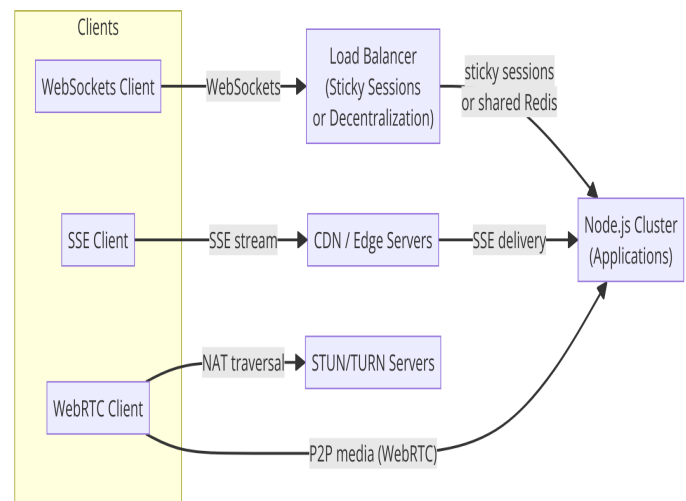 Clients
WebSockets Client
WebSockets
Load Balancer
(Sticky Sessions
or Decentralization)
sticky sessions
or shared Redis
SSE Client
SSE stream
CDN / Edge Servers
SSE delivery
Node.js Cluster
(Applications)
WebRTC Client
NAT traversal
STUN/TURN Servers
P2P media (WebRTC)